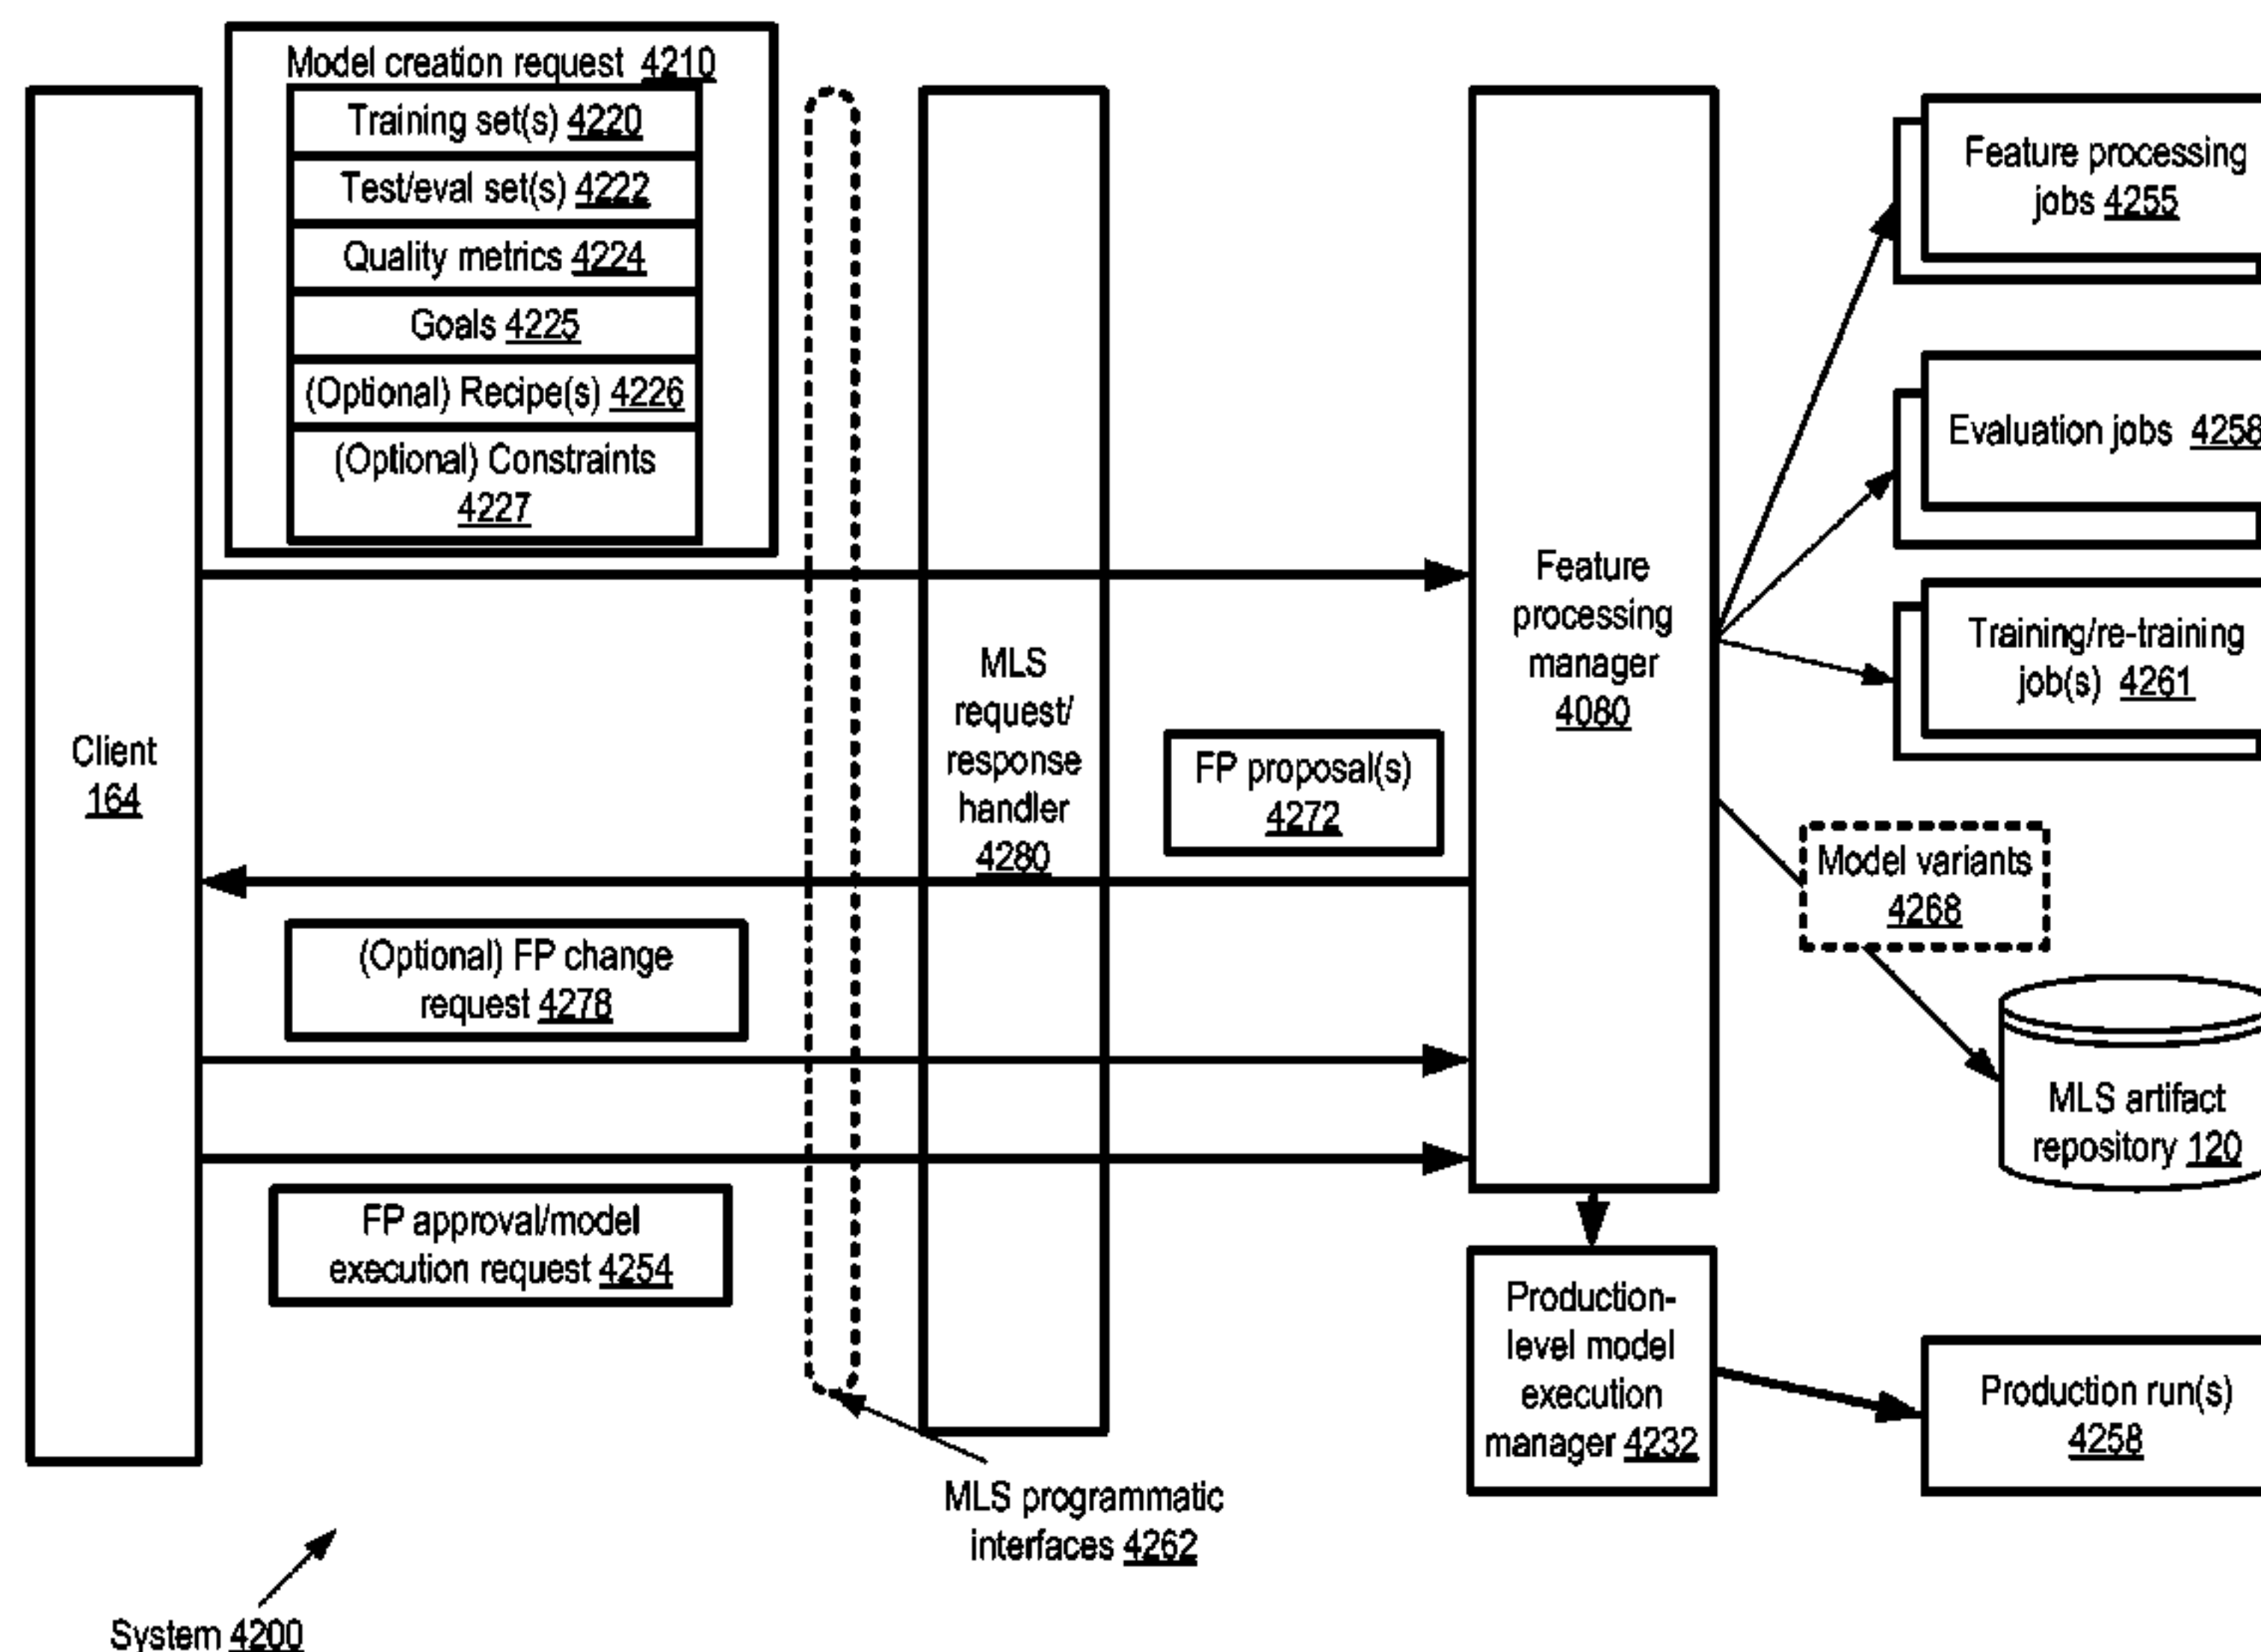 Model creation request 4210
Training set(s) 4220
Test/eval set(s) 4222
Quality metrics 4224
Goals 4225
(Optional) Recipe(s) 4226
(Optional) Constraints
4227
Client
164
MLS
request/
response
handler
4280
Feature
processing
manager
4080
FP proposal(s)
4272
(Optional) FP change
request 4278
FP approval/model
execution request 4254
Feature processing
jobs 4255
Evaluation jobs 4258
Training/re-training
job(s) 4261
Model variants
4268
MLS artifact
repository 120
Production-
level model
execution
manager 4232
Production run(s)
4258
MLS programmatic
interfaces 4262
System 4200